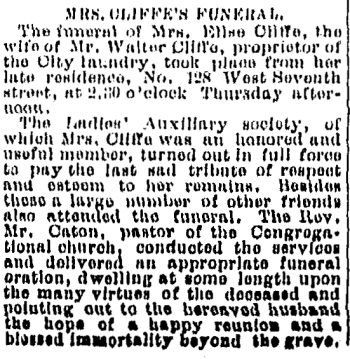 MRS. CLIFFE'S FUNERAL.
The funeral of Mrs. Elise Cliffe, the
wife of Mr. Walter Cliffe, proprietor of
the City laundry, took place from her
late residence, No. 128 West Seventh
street, at 2.30 o'clock Thursday after-
noon.
The Ladies' Auxiliary society, of
which Mrs. Cliffe was an honored and
useful member, turned out in full force
to pay the last sad tribute of respect
and esteem to her remains. Besides
these a large number of other friends
also attended the funeral. The Rev.
Mr. Caton, pastor of the Congrega-
tional church, conducted the services
and delivered an appropriate funeral
oration, dwelling at some length upon
the many virtues of the deceased and
pointing out to the bereaved husband
the hope of a happy reunion and a
blessed immortality beyond the grave.